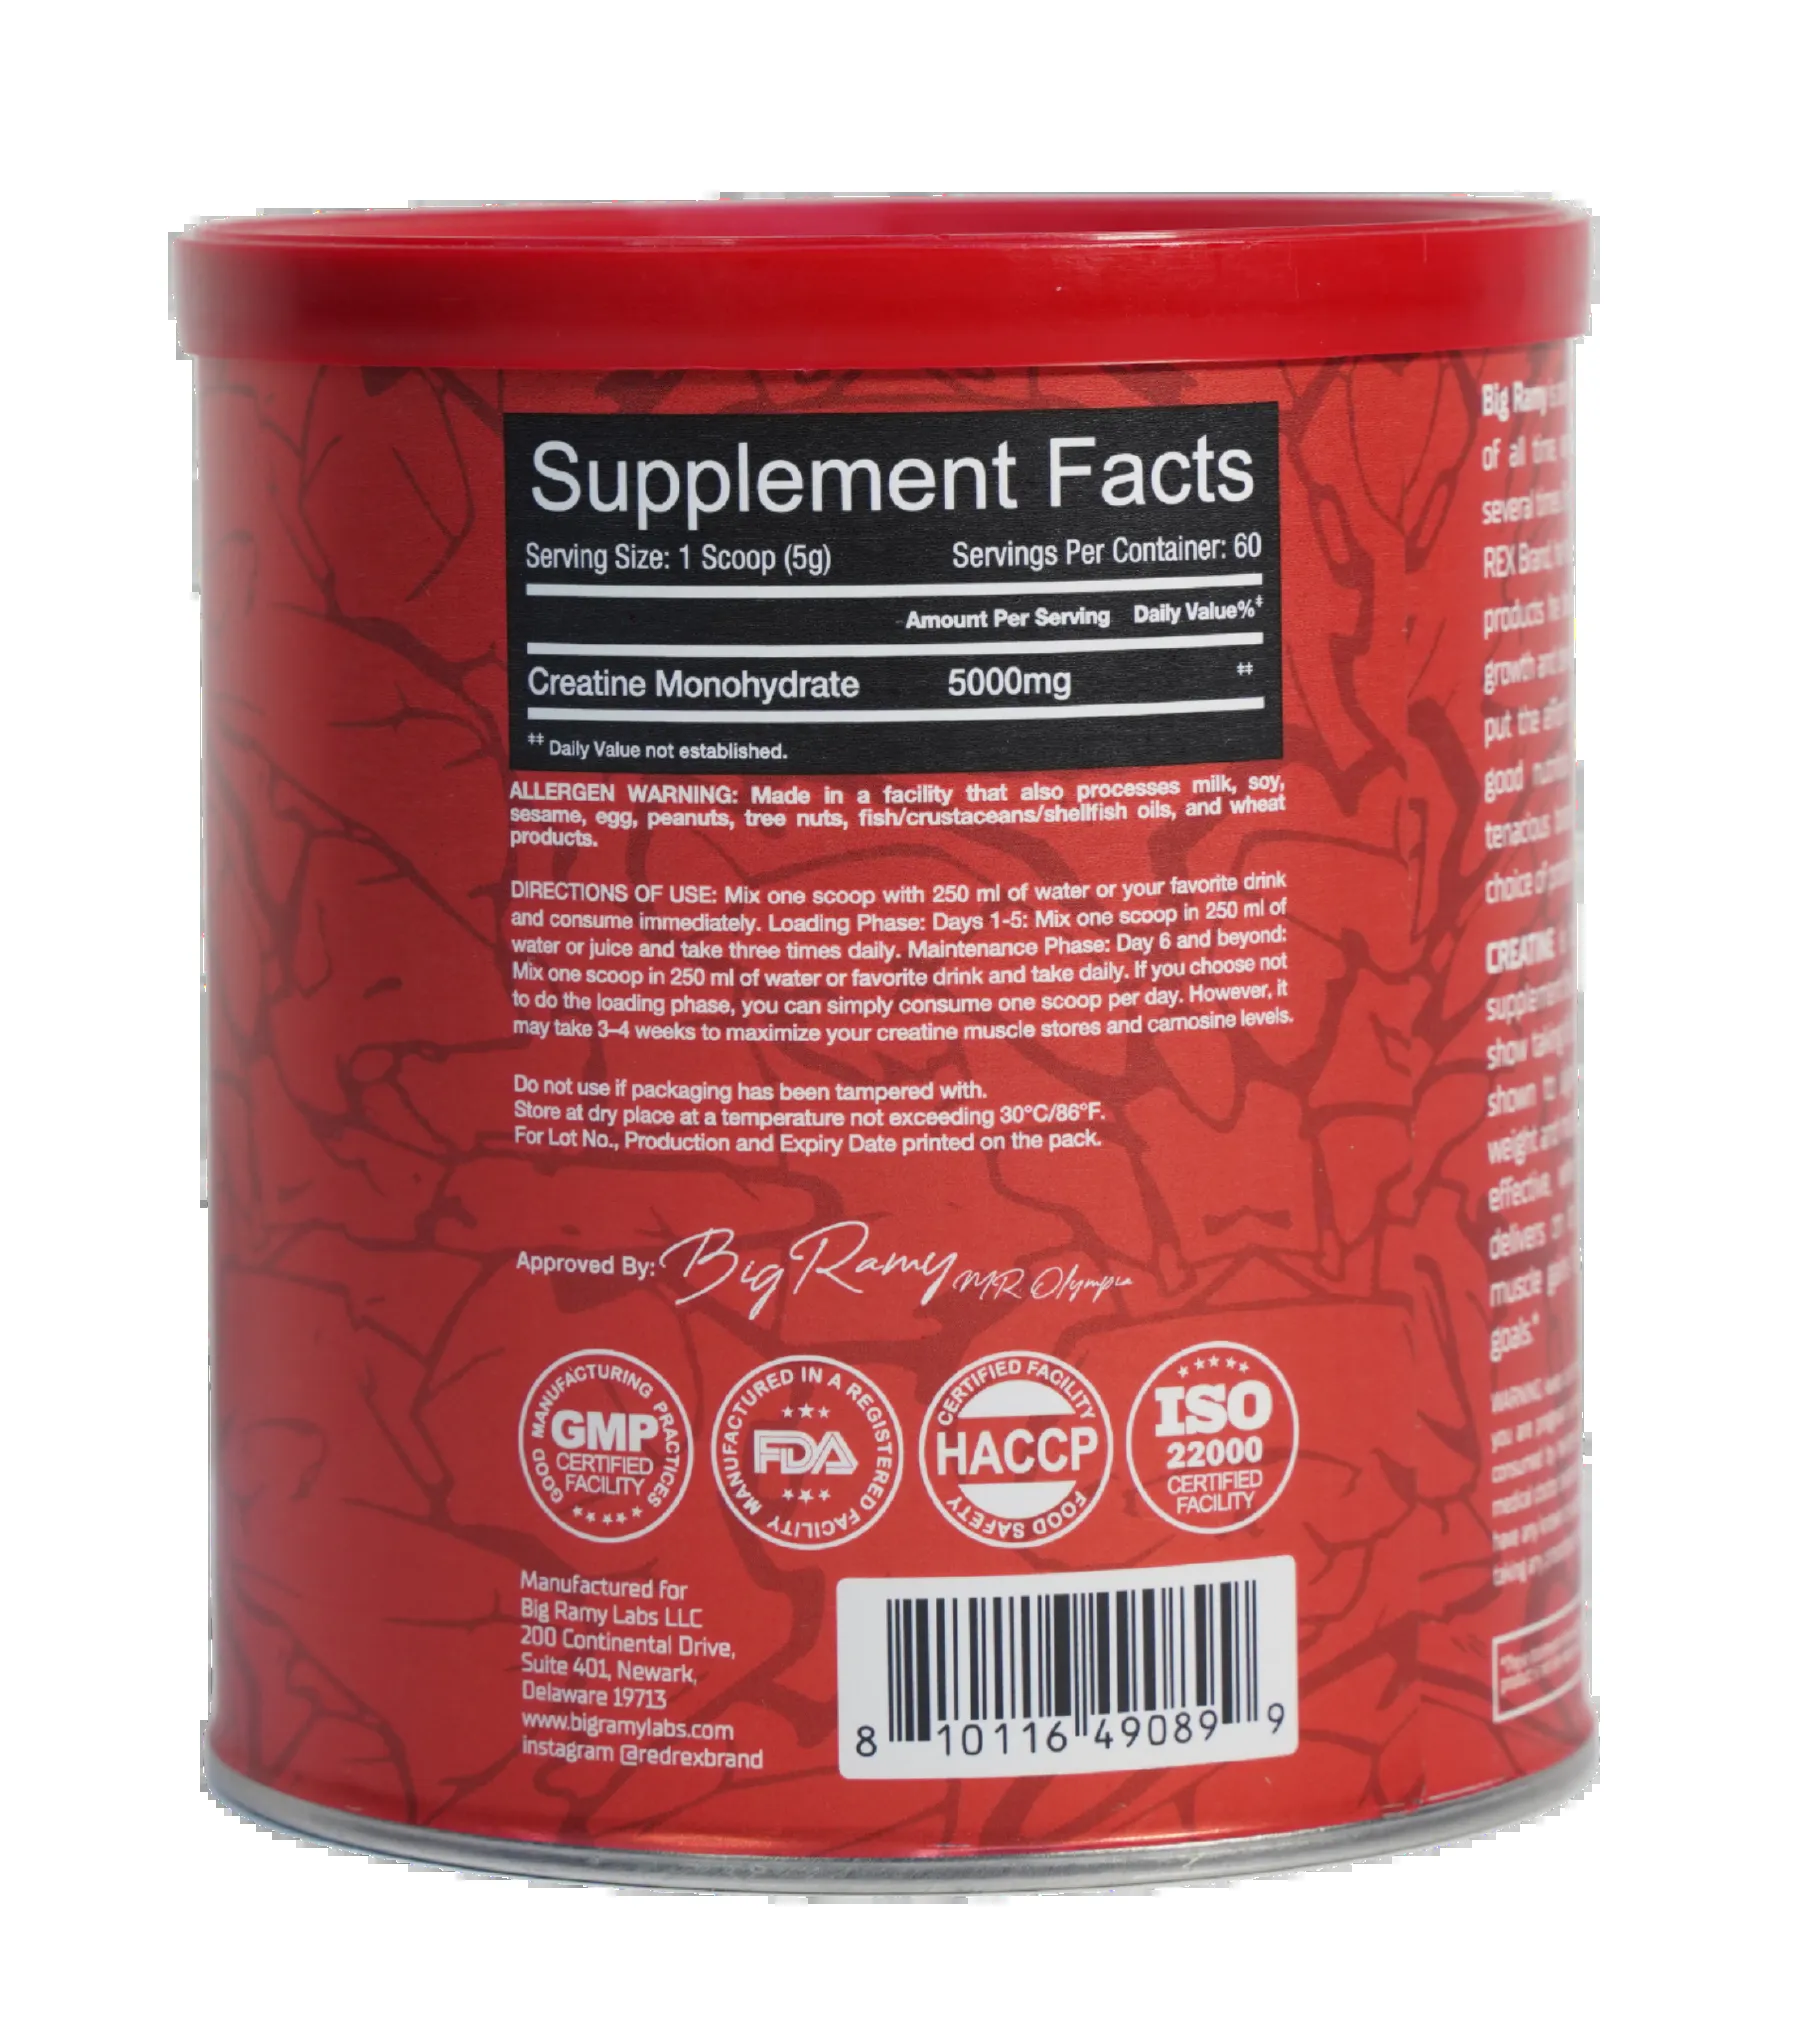 Supplement Facts
Serving Size: 1 Scoop (5g) Servings Per Container: 60
Amount Per Serving Daily Value%‡
Creatine Monohydrate 5000mg ‡‡
‡‡ Daily Value not established.
ALLERGEN WARNING: Made in a facility that also processes milk, soy,
sesame, egg, peanuts, tree nuts, fish/crustaceans/shellfish oils, and wheat
products.
DIRECTIONS OF USE: Mix one scoop with 250 ml of water or your favorite drink
and consume immediately. Loading Phase: Days 1-5: Mix one scoop in 250 ml of
water or juice and take three times daily. Maintenance Phase: Day 6 and beyond:
Mix one scoop in 250 ml of water or favorite drink and take daily. If you choose not
to do the loading phase, you can simply consume one scoop per day. However, it
may take 3–4 weeks to maximize your creatine muscle stores and carnosine levels.
Do not use if packaging has been tampered with.
Store at dry place at a temperature not exceeding 30°C/86°F.
For Lot No., Production and Expiry Date printed on the pack.
Approved By: Big Ramy MR Olympia
GOOD MANUFACTURING PRACTICES
GMP
CERTIFIED
FACILITY
MANUFACTURED IN A REGISTERED FACILITY
FDA
CERTIFIED FACILITY
HACCP
FOOD SAFETY
ISO
22000
CERTIFIED
FACILITY
Manufactured for
Big Ramy Labs LLC
200 Continental Drive,
Suite 401, Newark,
Delaware 19713
www.bigramylabs.com
instagram @redrexbrand
8 10116 49089 9
Big Ramy
of all time
several times.
REX Brand,
products he
growth and
put the
good
tenacious
choice of
CREATINE
supplement
show taking
shown to
weight and
effective,
delivers on
muscle
goals.*
WARNING:
you are
consumed by
medical
have any
taking any